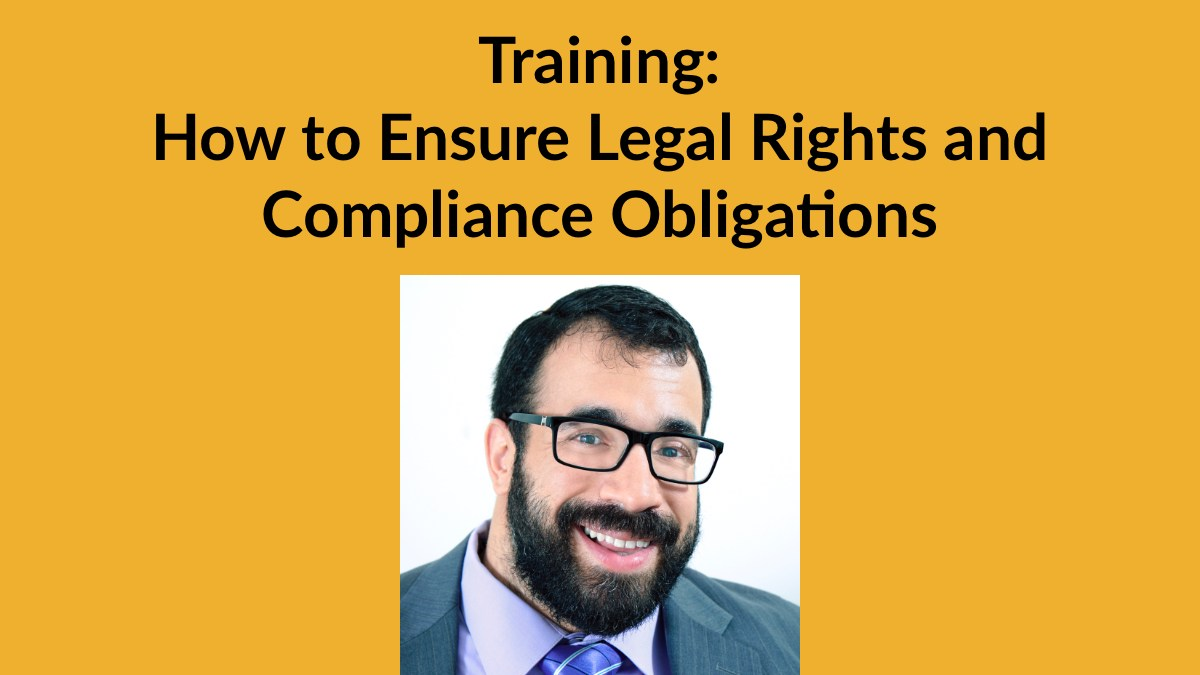 Training:
How to Ensure Legal Rights and
Compliance Obligations